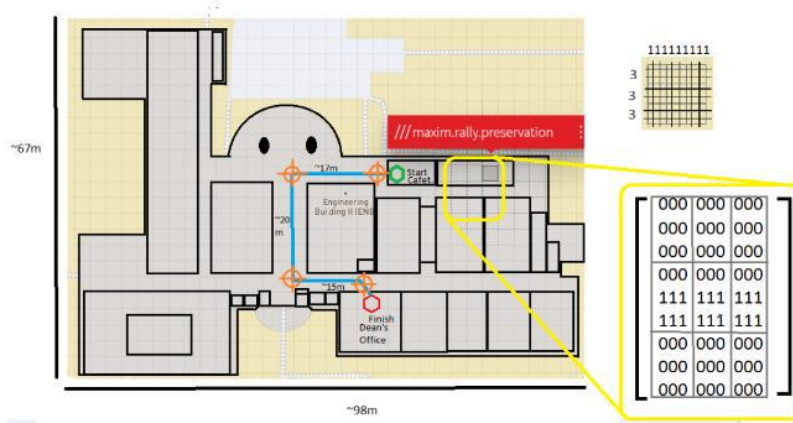 111111111
3
3
3
///maxim.rally.preservation
~67m
~17m
Start
Cafet.
Engineering
Building II (ENB
~20
m
~15m
Finish
Dean's
Office
~98m
000 000 000
000 000 000
000 000 000
000 000 000
111 111 111
111 111 111
000 000 000
000 000 000
000 000 000